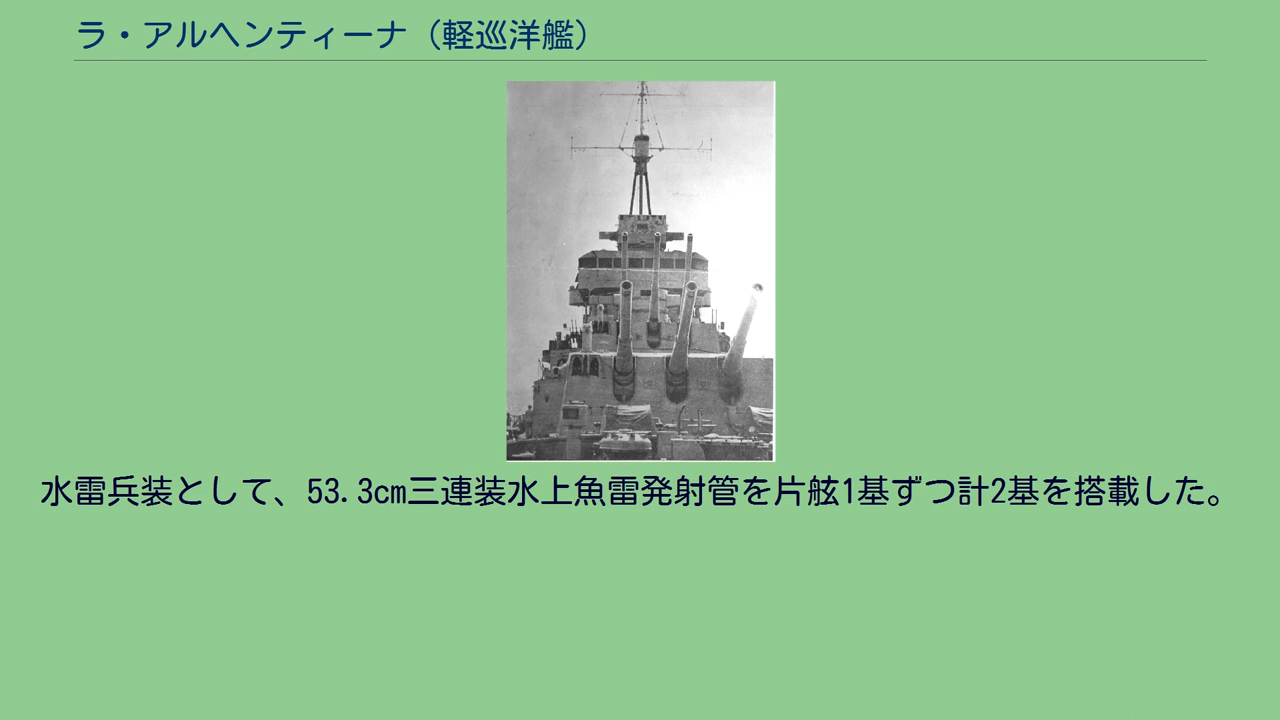 ラ・アルヘンティーナ（軽巡洋艦）
水雷兵装として、53.3cm三連装水上魚雷発射管を片舷1基ずつ計2基を搭載した。